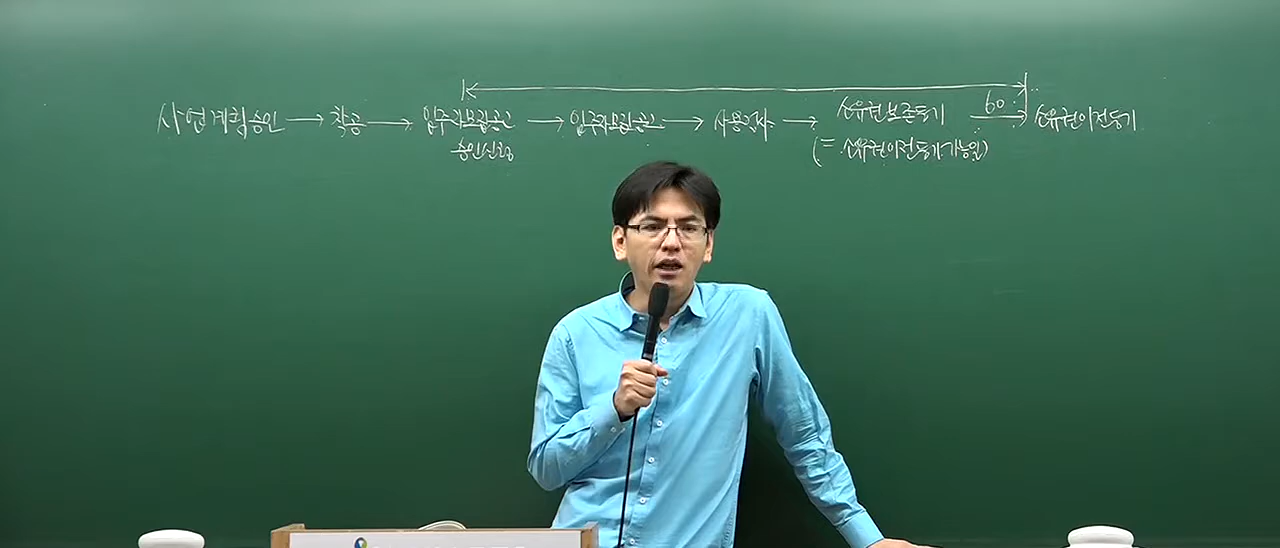 사업계획승인 → 착공 → 입주자모집공고 → 입주자모집공고 → 사용검사 → 소유권보존등기 60 → 소유권이전등기
승인신청 (= 소유권이전등기가능일)